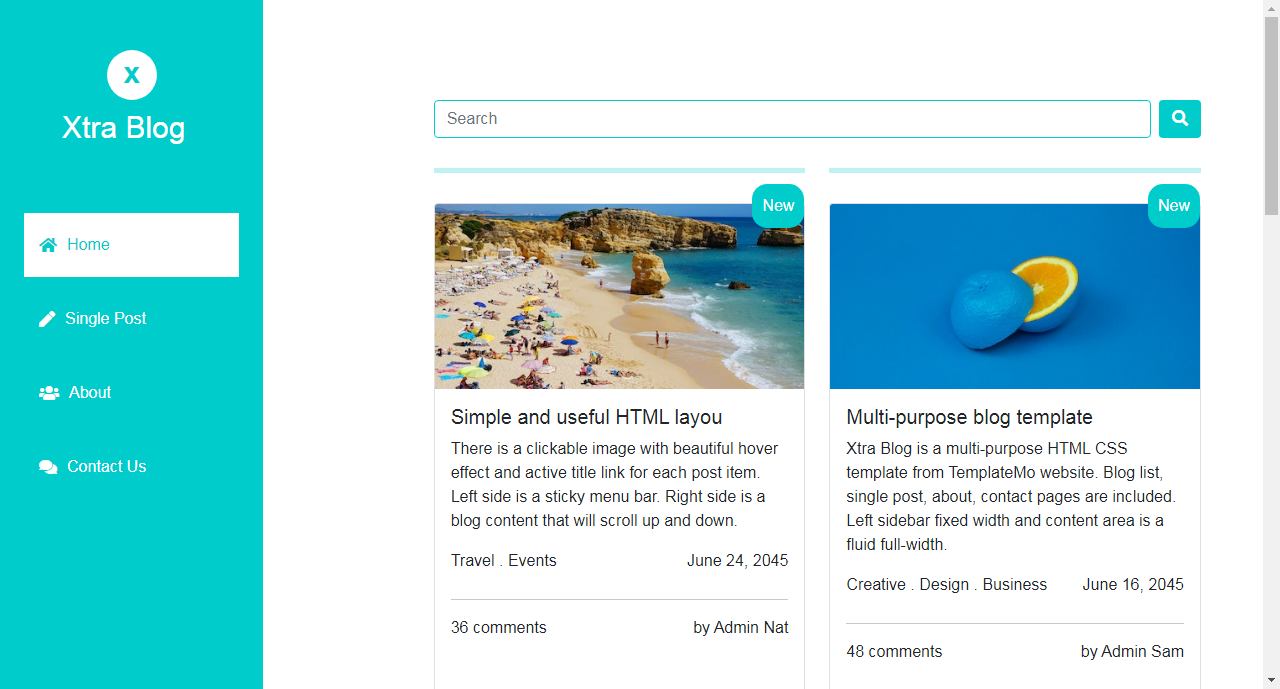 X
Xtra Blog
Home
Single Post
About
Contact Us
Search
New
Simple and useful HTML layou
There is a clickable image with beautiful hover
effect and active title link for each post item.
Left side is a sticky menu bar. Right side is a
blog content that will scroll up and down.
Travel . Events
June 24, 2045
36 comments
by Admin Nat
New
Multi-purpose blog template
Xtra Blog is a multi-purpose HTML CSS
template from TemplateMo website. Blog list,
single post, about, contact pages are included.
Left sidebar fixed width and content area is a
fluid full-width.
Creative . Design . Business
June 16, 2045
48 comments
by Admin Sam